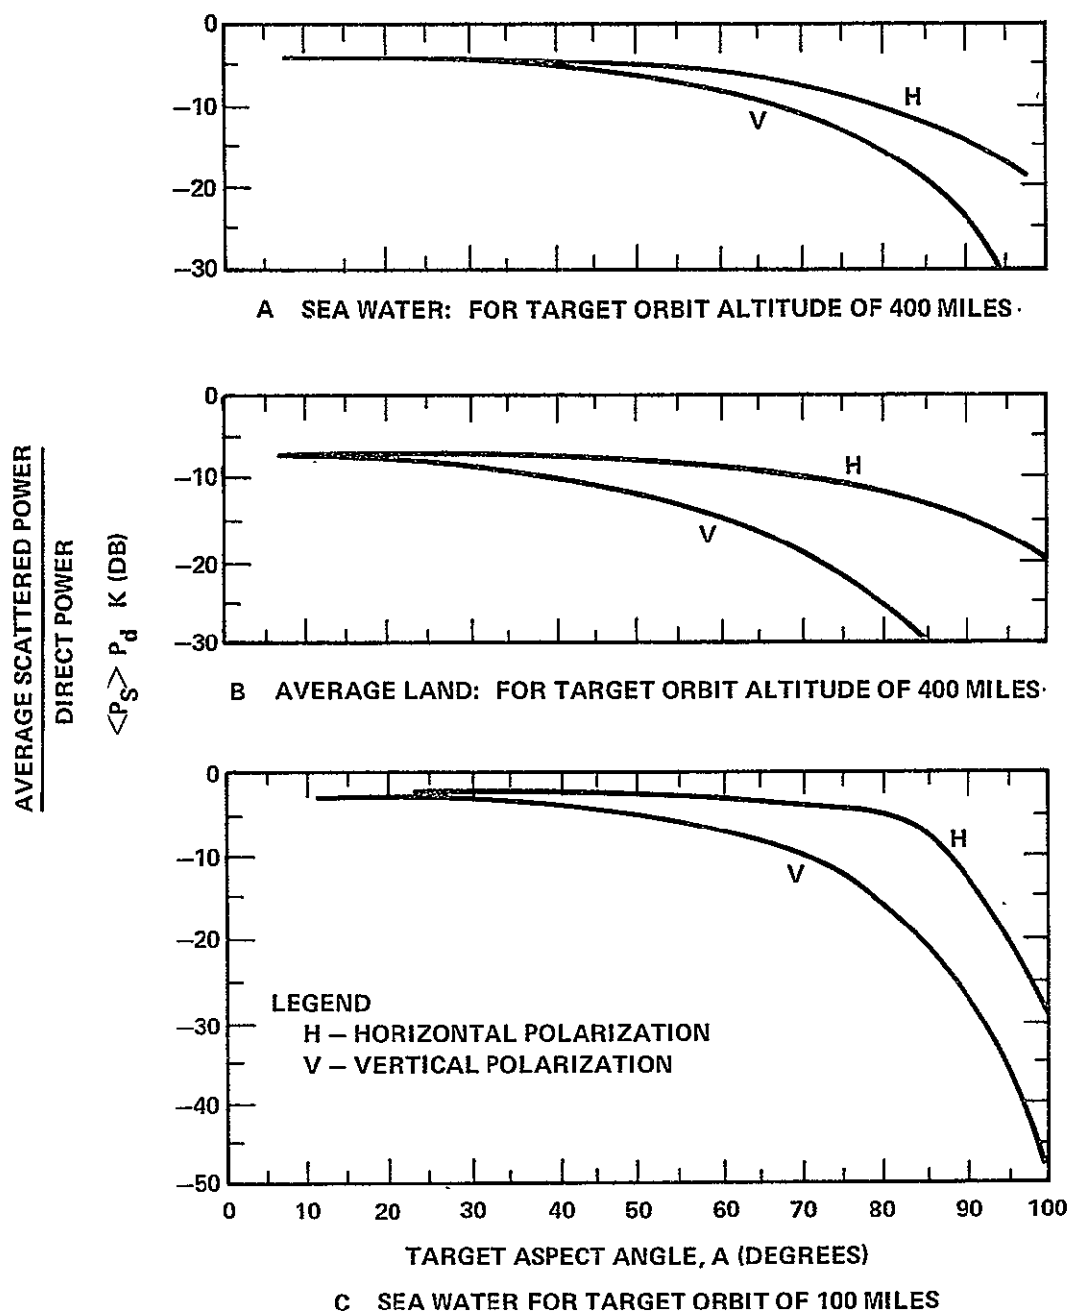 0
−10
−20
−30
H
V
A SEA WATER: FOR TARGET ORBIT ALTITUDE OF 400 MILES
0
−10
−20
−30
H
V
B AVERAGE LAND: FOR TARGET ORBIT ALTITUDE OF 400 MILES
AVERAGE SCATTERED POWER
DIRECT POWER
<P_S> P_d K (DB)
0
−10
−20
−30
−40
−50
H
V
LEGEND
H – HORIZONTAL POLARIZATION
V – VERTICAL POLARIZATION
0 10 20 30 40 50 60 70 80 90 100
TARGET ASPECT ANGLE, A (DEGREES)
C SEA WATER FOR TARGET ORBIT OF 100 MILES